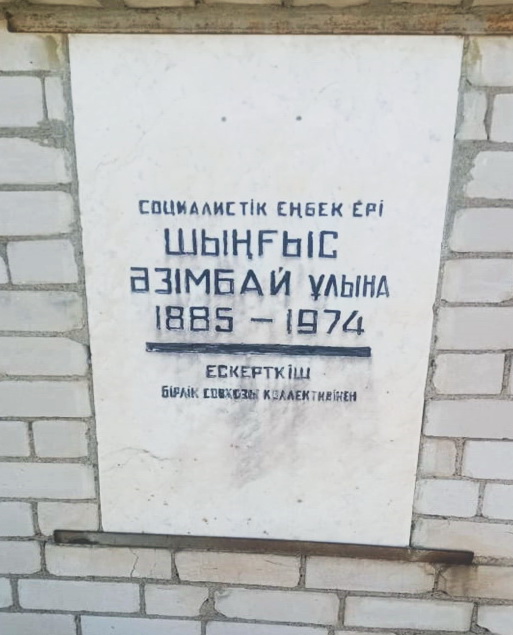 СОЦИАЛИСТІК ЕҢБЕК ЕРІ
ШЫҢҒЫС
ӘЗІМБАЙ ҰЛЫНА
1885 – 1974
ЕСКЕРТКІШ
БІРЛІК СОВХОЗЫ КОЛЛЕКТИВІНЕН